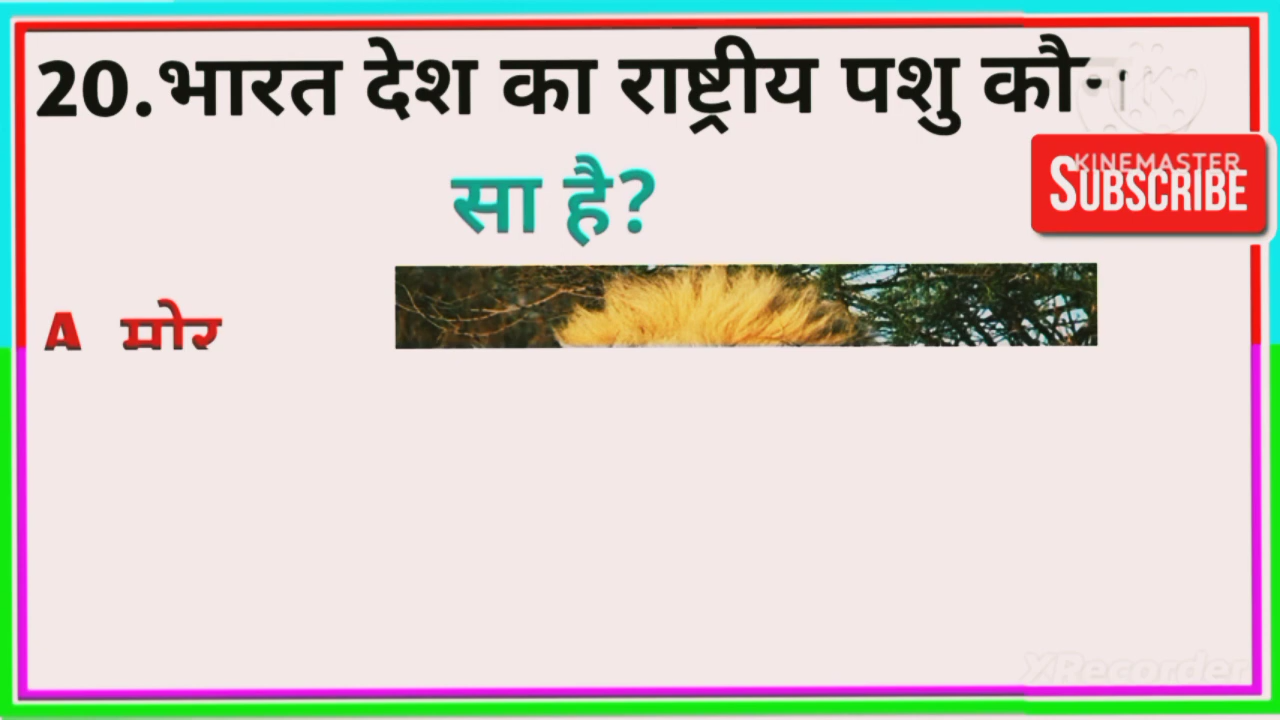 20.भारत देश का राष्ट्रीय पशु कौन
सा है?
KINEMASTER
SUBSCRIBE
A मोर
XRecorder